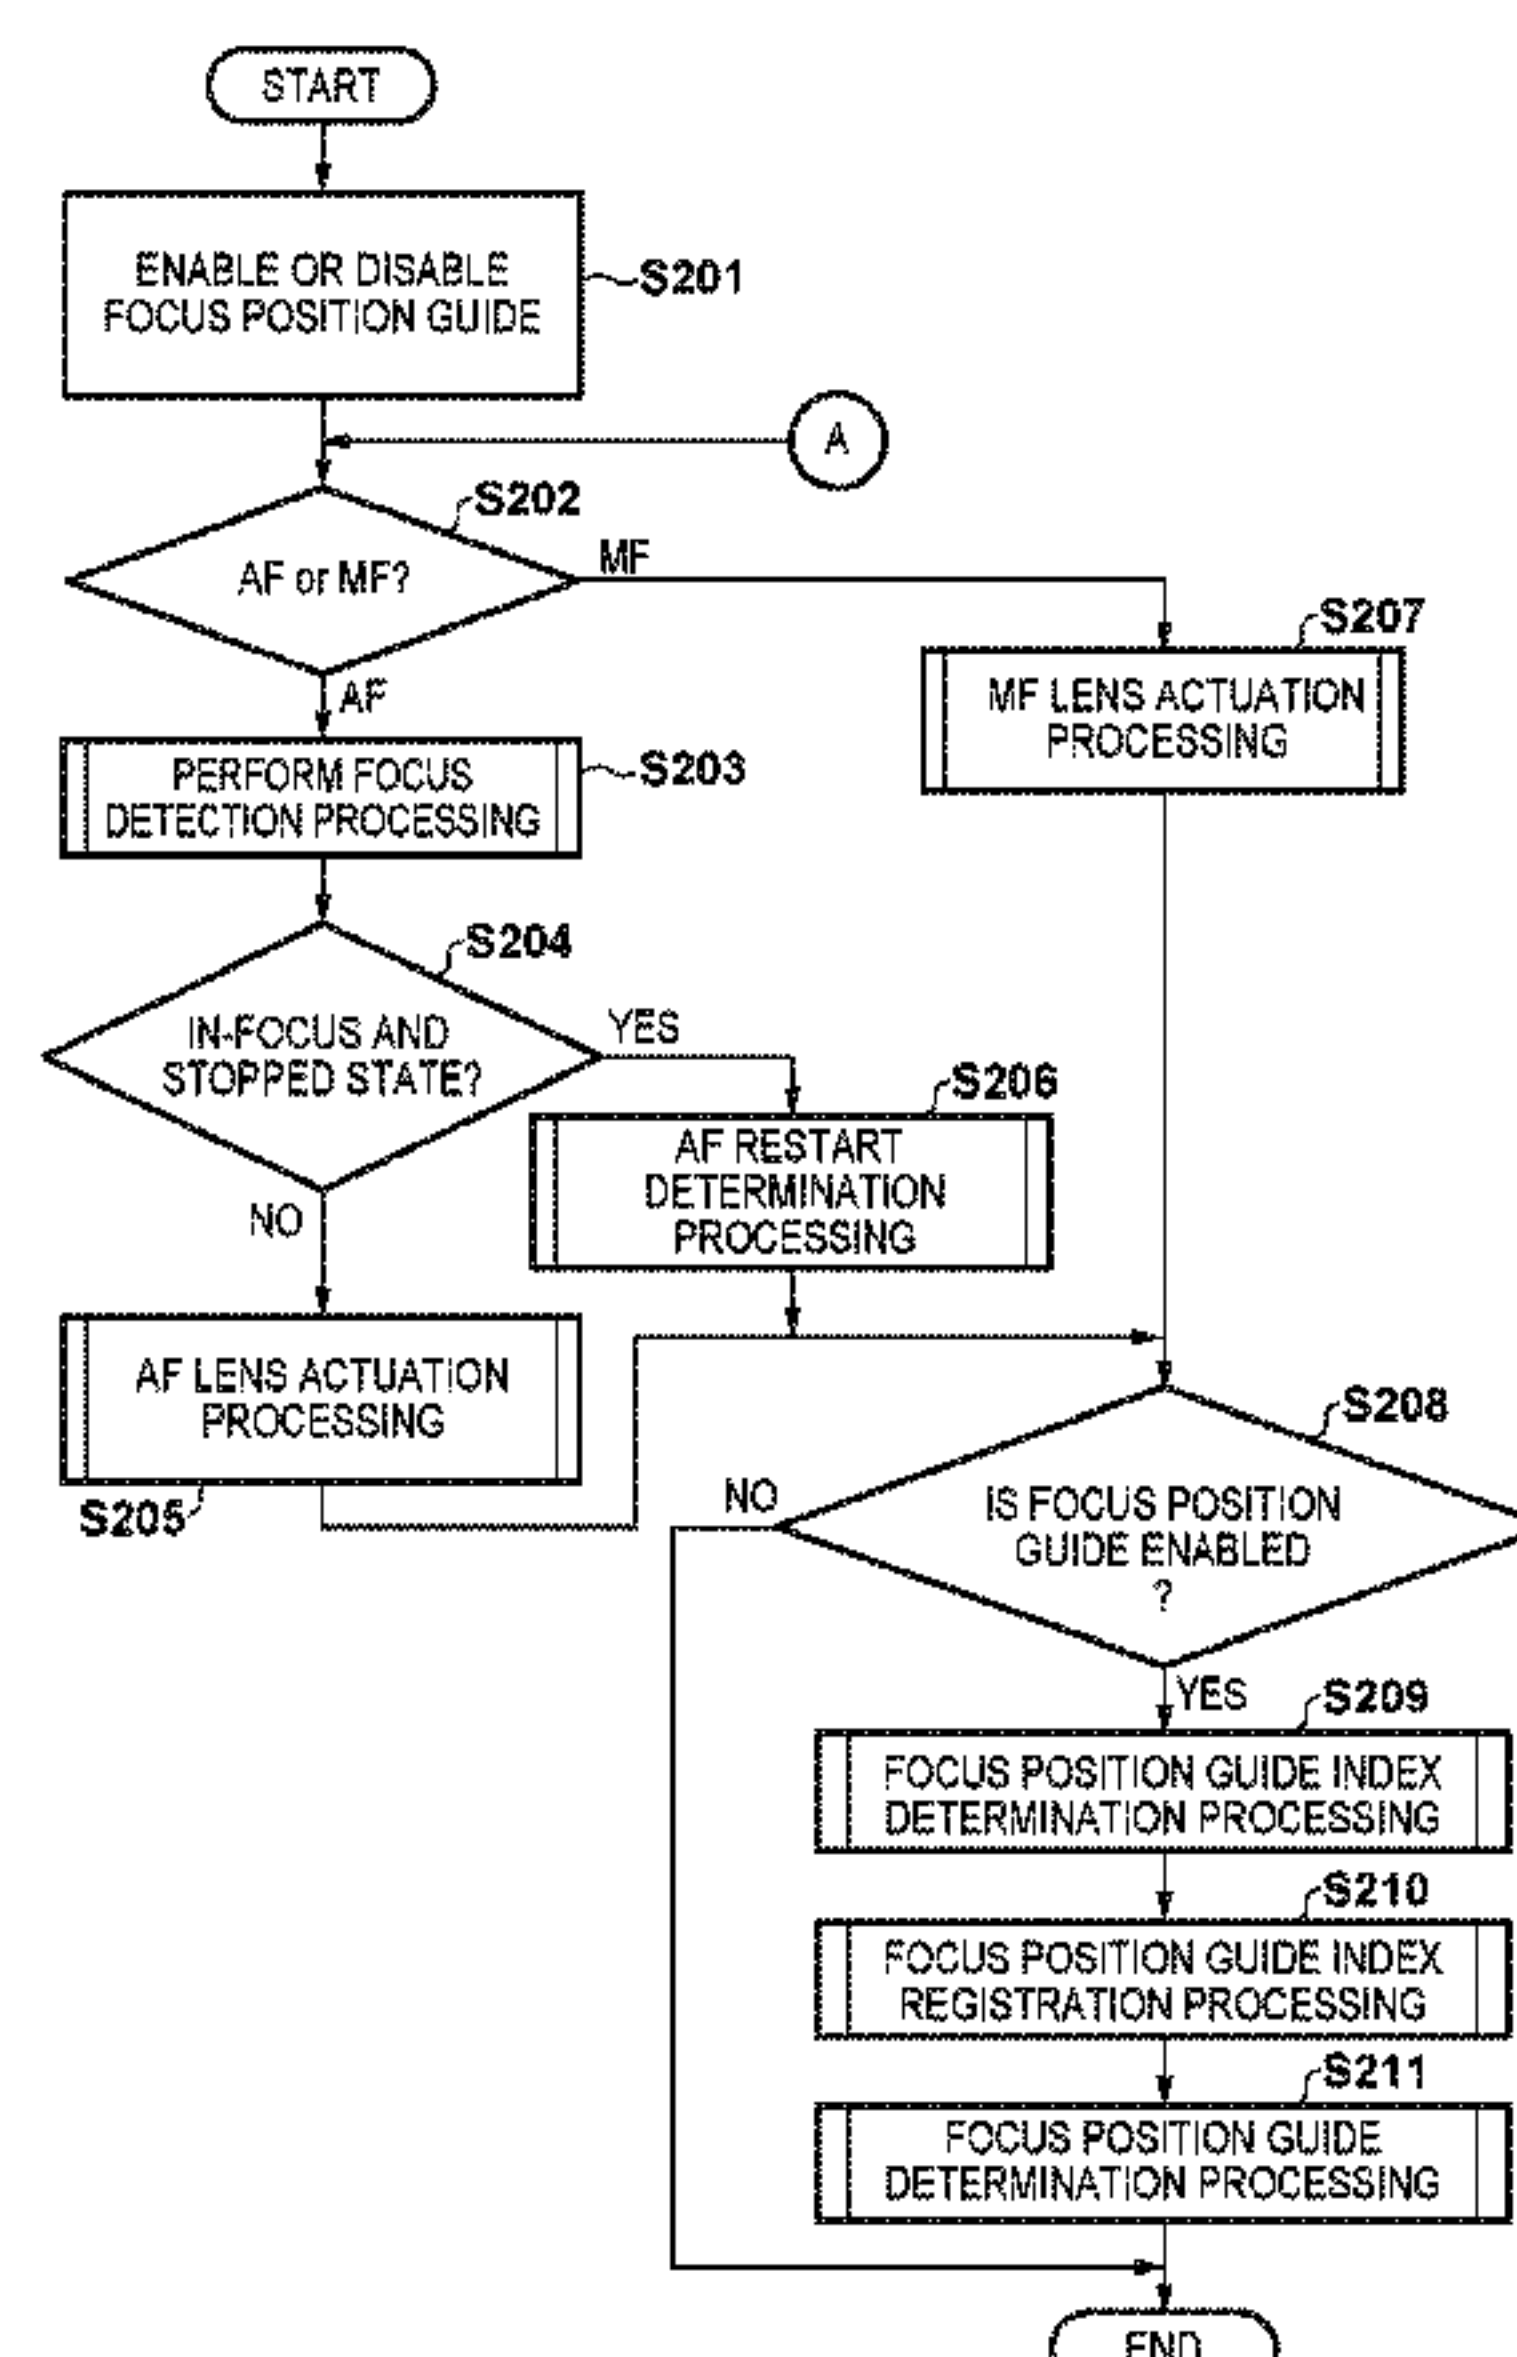 START
ENABLE OR DISABLE
FOCUS POSITION GUIDE
S201
A
S202
AF or MF?
MF
AF
S207
MF LENS ACTUATION
PROCESSING
PERFORM FOCUS
DETECTION PROCESSING
S203
S204
IN-FOCUS AND
STOPPED STATE?
YES
NO
S206
AF RESTART
DETERMINATION
PROCESSING
AF LENS ACTUATION
PROCESSING
S205
S208
IS FOCUS POSITION
GUIDE ENABLED
?
NO
YES
S209
FOCUS POSITION GUIDE INDEX
DETERMINATION PROCESSING
S210
FOCUS POSITION GUIDE INDEX
REGISTRATION PROCESSING
S211
FOCUS POSITION GUIDE
DETERMINATION PROCESSING
END